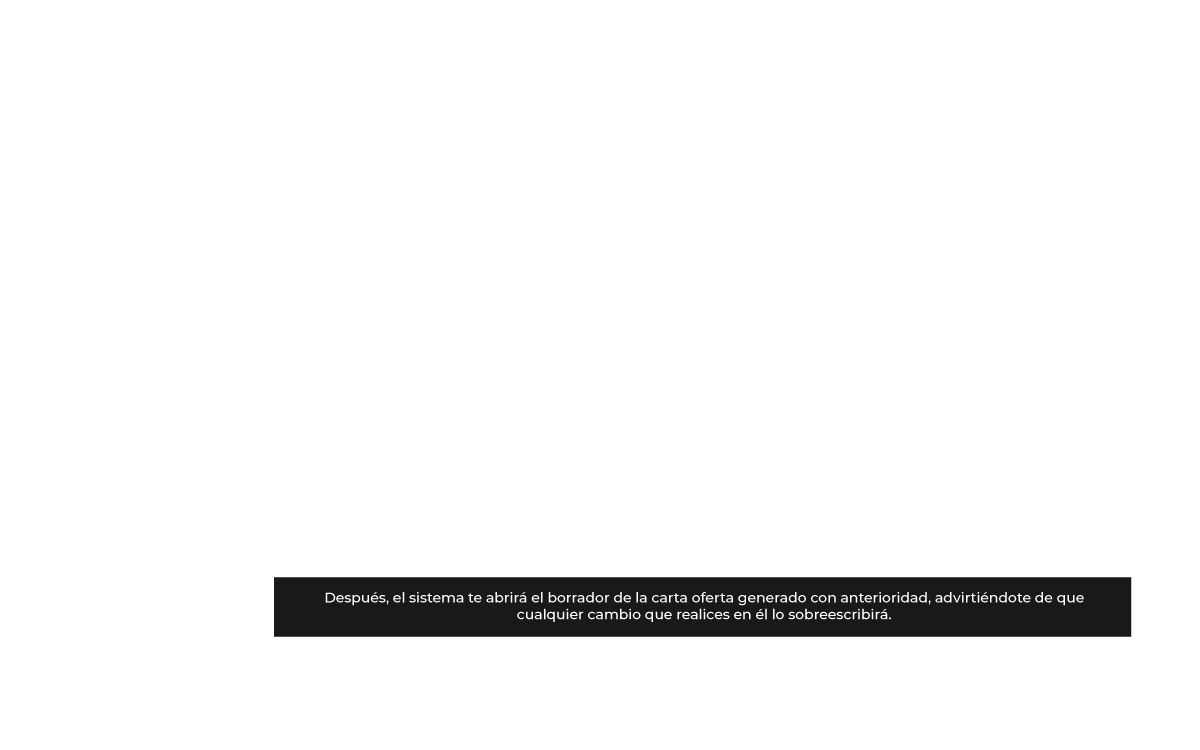 Después, el sistema te abrirá el borrador de la carta oferta generado con anterioridad, advirtiéndote de que
cualquier cambio que realices en él lo sobreescribirá.